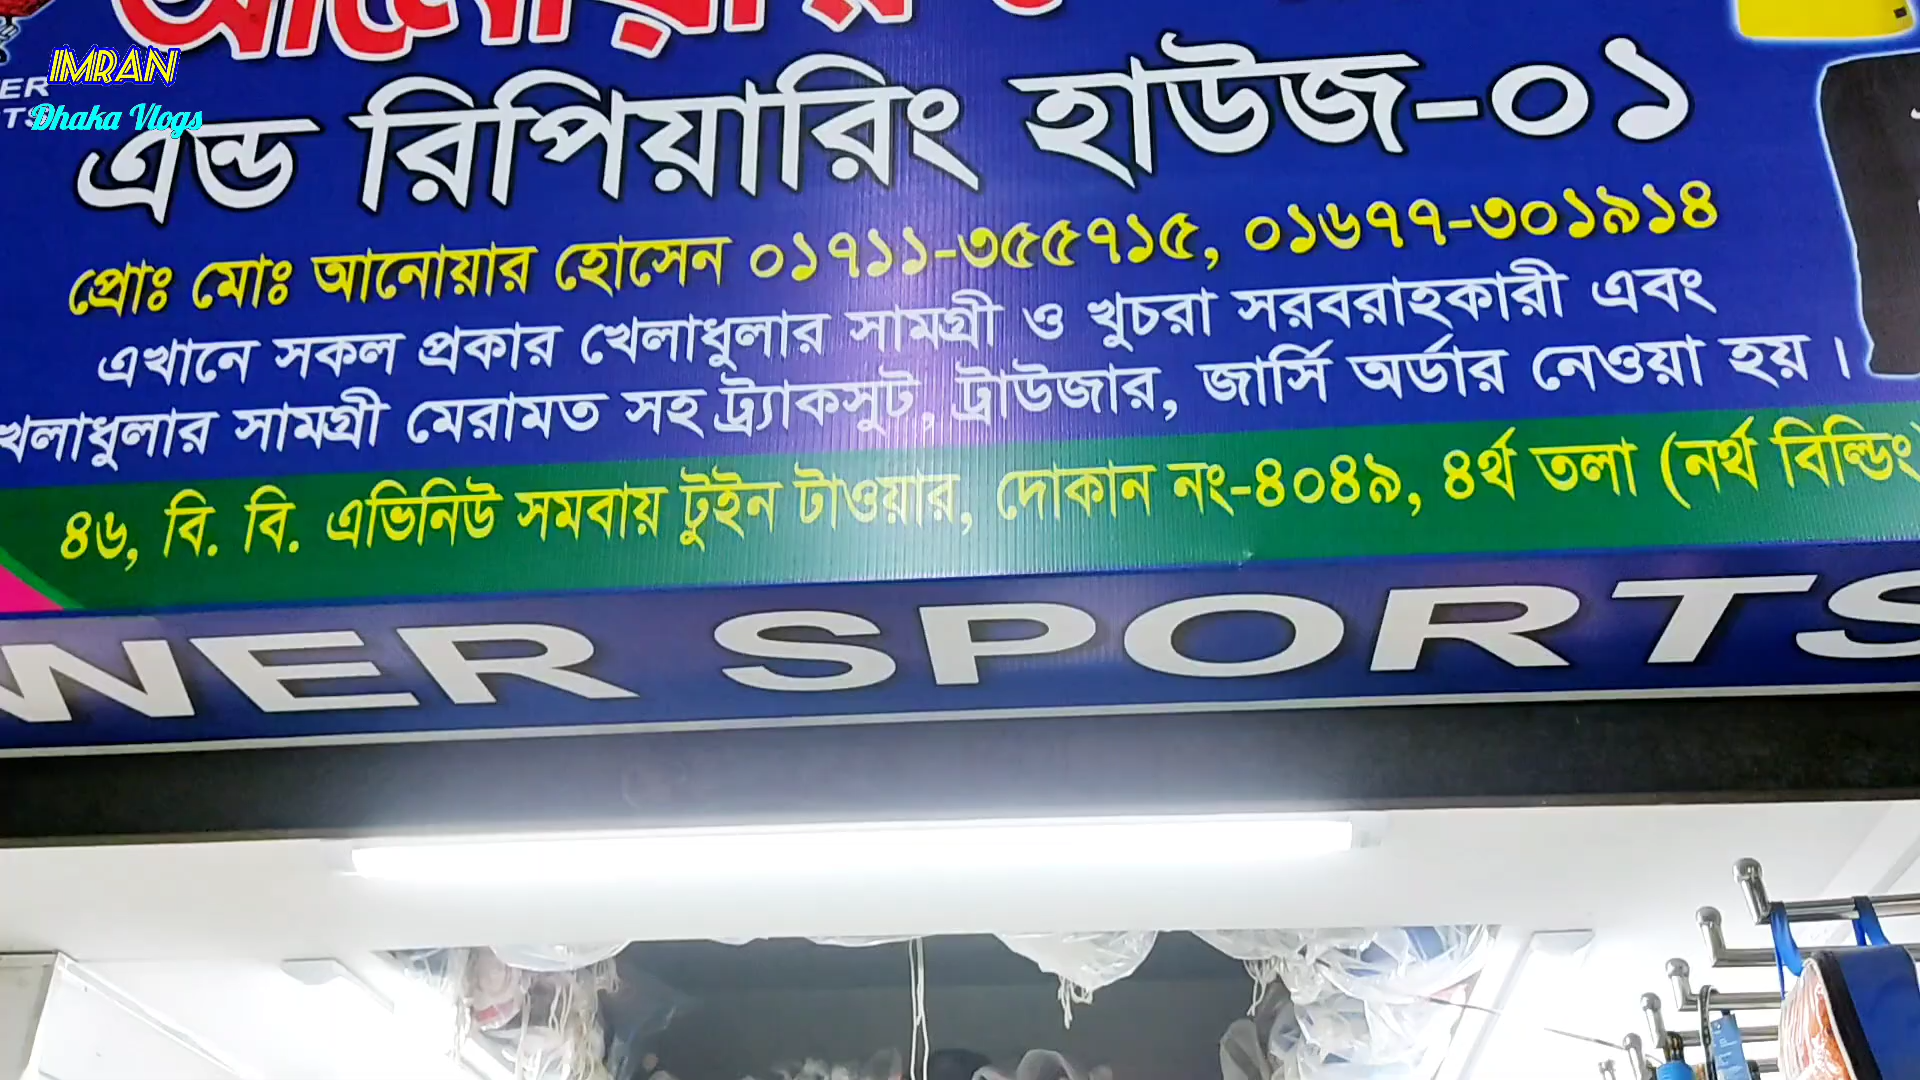 IMRAN
Dhaka Vlogs
এন্ড রিপিয়ারিং হাউজ-০১
প্রোঃ মোঃ আনোয়ার হোসেন ০১৭১১-৩৫৫৭১৫, ০১৬৭৭-৩০১৯১৪
এখানে সকল প্রকার খেলাধুলার সামগ্রী ও খুচরা সরবরাহকারী এবং
খেলাধুলার সামগ্রী মেরামত সহ ট্র্যাকসুট, ট্রাউজার, জার্সি অর্ডার নেওয়া হয় ।
৪৬, বি. বি. এভিনিউ সমবায় টুইন টাওয়ার, দোকান নং-৪০৪৯, ৪র্থ তলা (নর্থ বিল্ডিং)
WER SPORTS